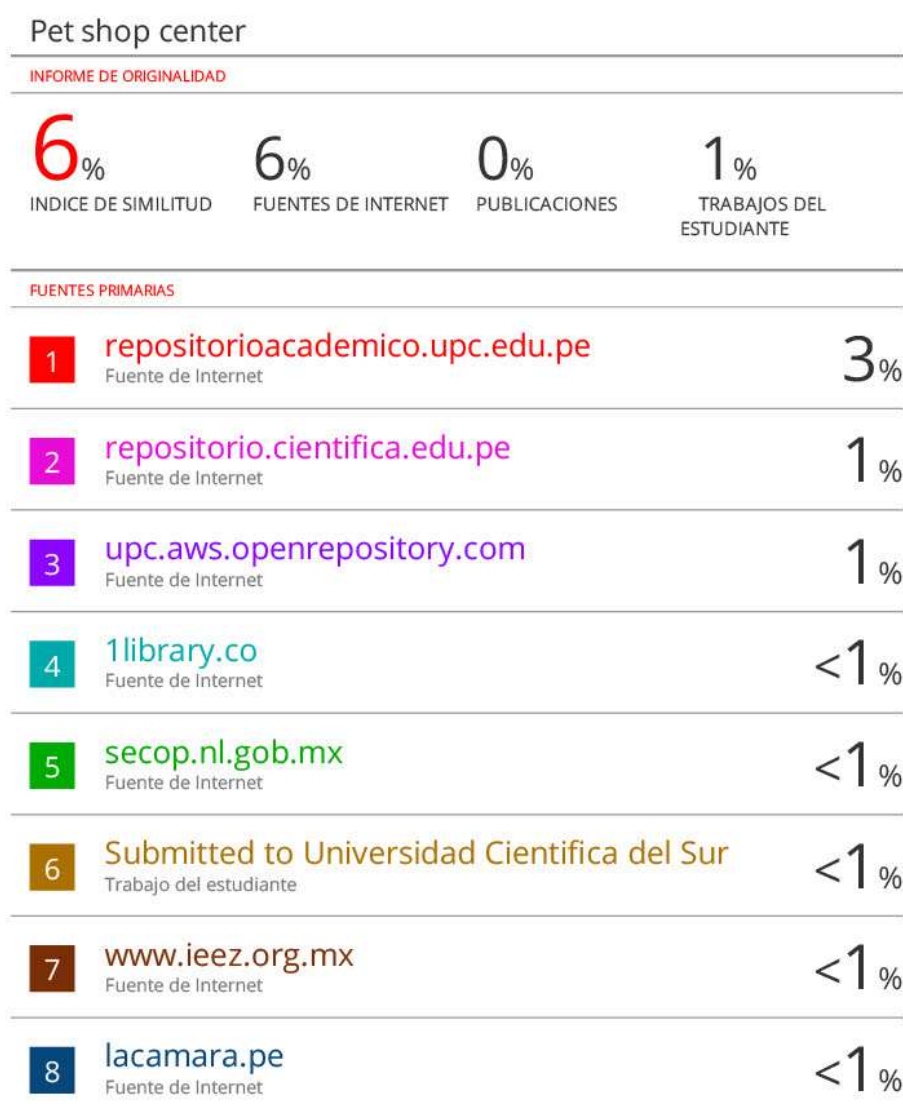 Pet shop center
INFORME DE ORIGINALIDAD
6% 6% 0% 1%
INDICE DE SIMILITUD FUENTES DE INTERNET PUBLICACIONES TRABAJOS DEL
ESTUDIANTE
FUENTES PRIMARIAS
1 repositorioacademico.upc.edu.pe 3%
Fuente de Internet
2 repositorio.cientifica.edu.pe 1%
Fuente de Internet
3 upc.aws.openrepository.com 1%
Fuente de Internet
4 1library.co <1%
Fuente de Internet
5 secop.nl.gob.mx <1%
Fuente de Internet
6 Submitted to Universidad Cientifica del Sur <1%
Trabajo del estudiante
7 www.ieez.org.mx <1%
Fuente de Internet
8 lacamara.pe <1%
Fuente de Internet